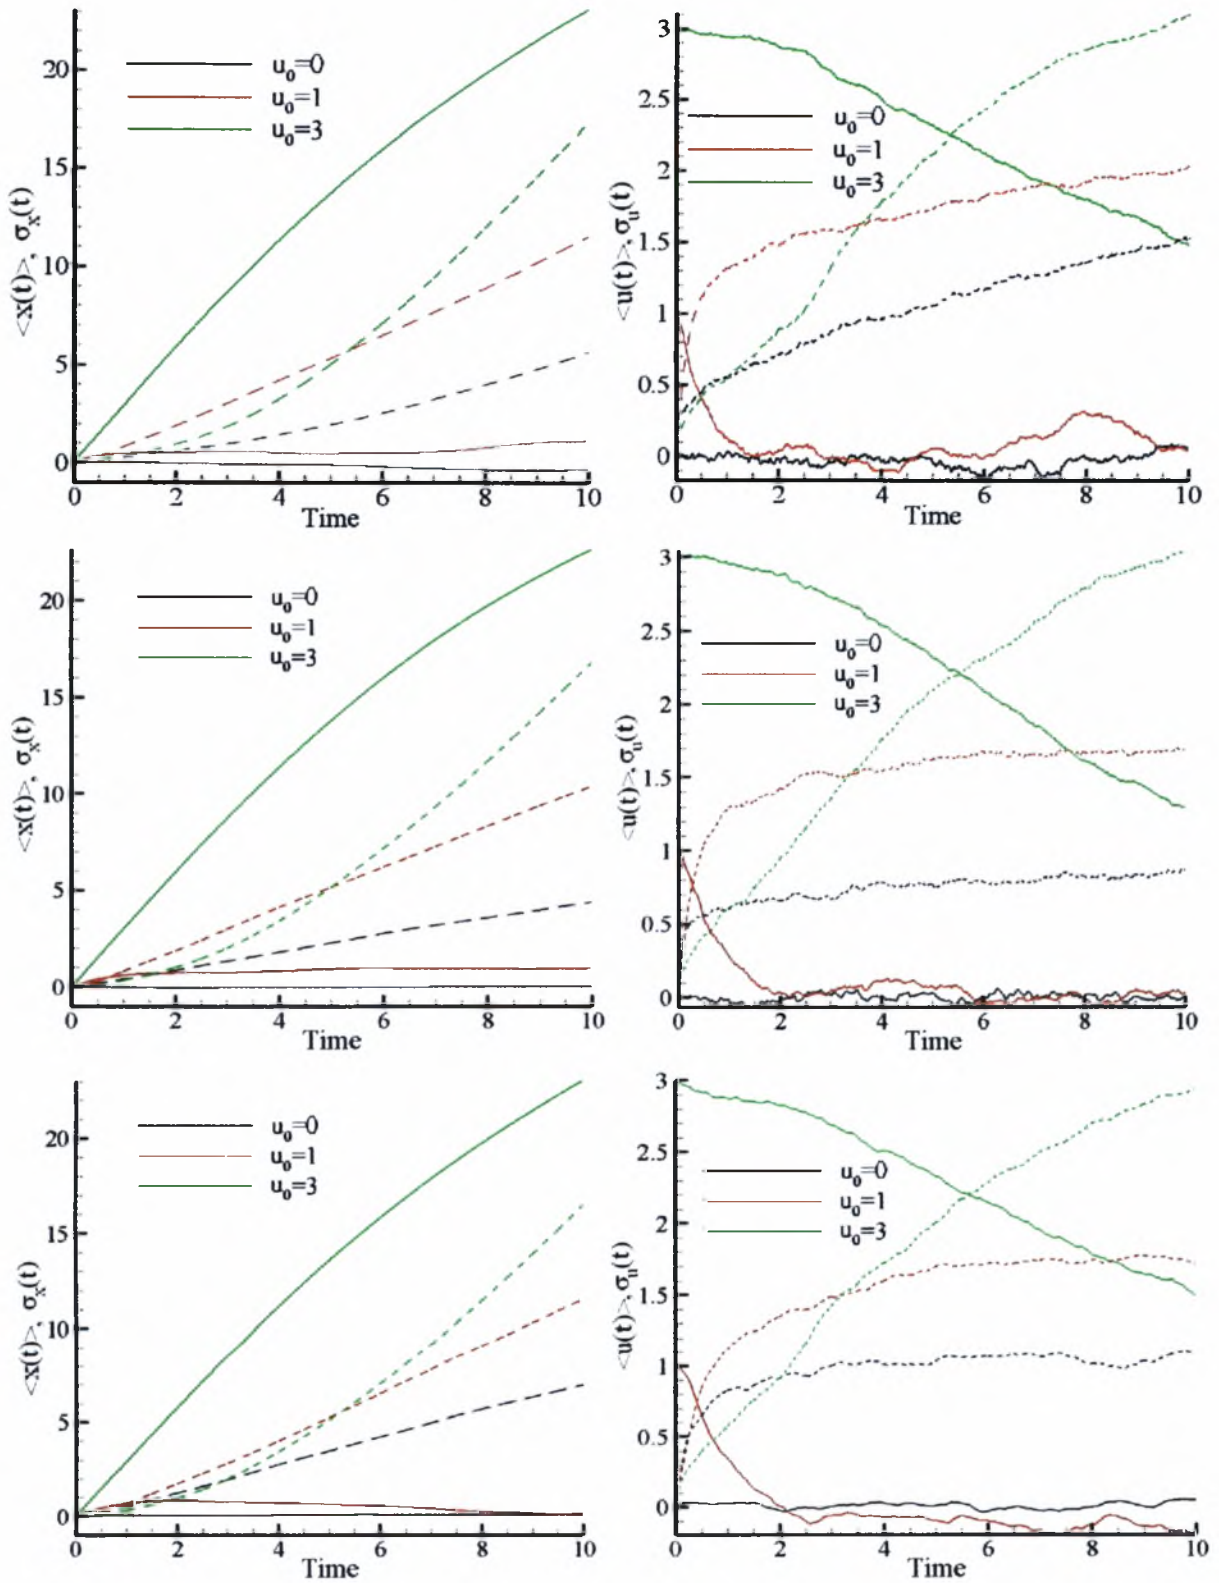 <x(t)>, σx(t)
20
15
10
5
0
u0=0
u0=1
u0=3
0 2 4 6 8 10
Time
<u(t)>, σu(t)
3
2.5
2
1.5
1
0.5
0
u0=0
u0=1
u0=3
0 2 4 6 8 10
Time
<x(t)>, σx(t)
20
15
10
5
0
u0=0
u0=1
u0=3
0 2 4 6 8 10
Time
<u(t)>, σu(t)
3
2.5
2
1.5
1
0.5
0
u0=0
u0=1
u0=3
0 2 4 6 8 10
Time
<x(t)>, σx(t)
20
15
10
5
0
u0=0
u0=1
u0=3
0 2 4 6 8 10
Time
<u(t)>, σu(t)
3
2.5
2
1.5
1
0.5
0
u0=0
u0=1
u0=3
0 2 4 6 8 10
Time